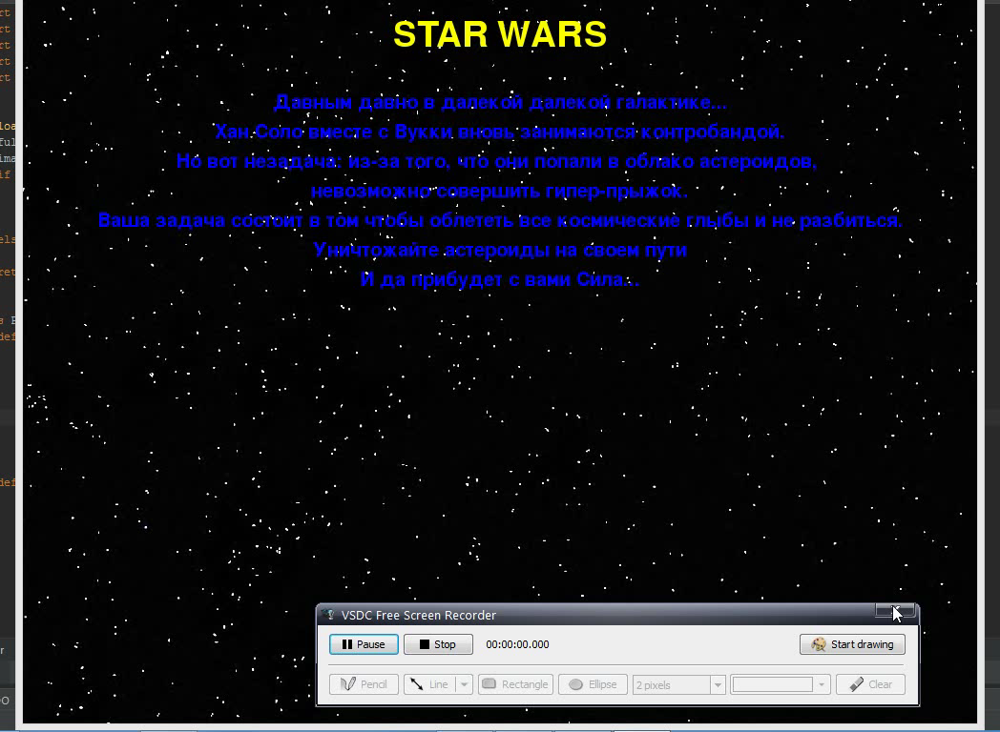 STAR WARS
Давным давно в далекой далекой галактике...
Хан Соло вместе с Вукки вновь занимаются контробандой.
Но вот незадача: из-за того, что они попали в облако астероидов,
невозможно совершить гипер-прыжок.
Ваша задача состоит в том чтобы облететь все космические глыбы и не разбиться.
Уничтожайте астероиды на своем пути
И да прибудет с вами Сила...
VSDC Free Screen Recorder
Pause Stop 00:00:00.000 Start drawing
Pencil Line Rectangle Ellipse 2 pixels Clear